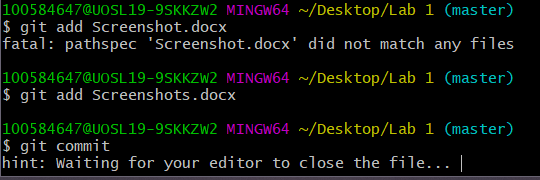 100584647@UOSL19-9SKKZW2 MINGW64 ~/Desktop/Lab 1 (master)
$ git add Screenshot.docx
fatal: pathspec 'Screenshot.docx' did not match any files
100584647@UOSL19-9SKKZW2 MINGW64 ~/Desktop/Lab 1 (master)
$ git add Screenshots.docx
100584647@UOSL19-9SKKZW2 MINGW64 ~/Desktop/Lab 1 (master)
$ git commit
hint: Waiting for your editor to close the file...